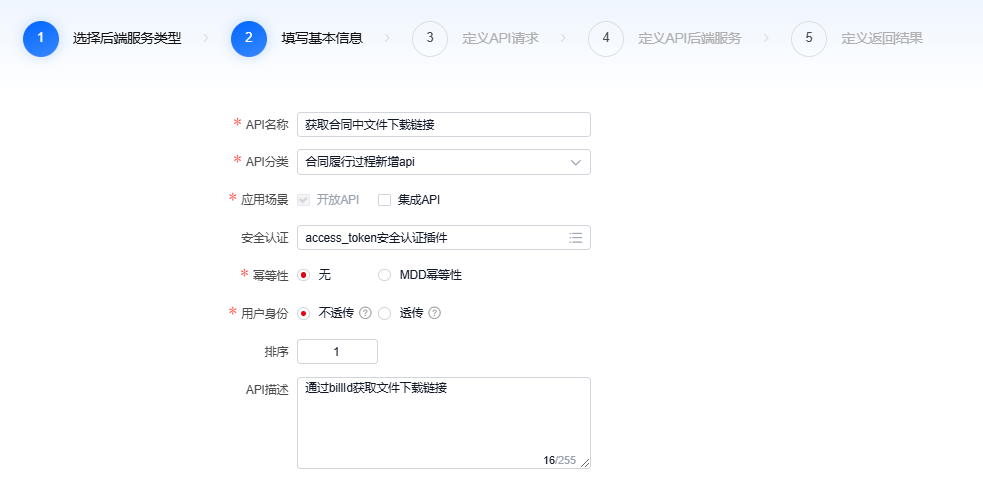 1 选择后端服务类型 2 填写基本信息 3 定义API请求 4 定义API后端服务 5 定义返回结果
* API名称 获取合同中文件下载链接
* API分类 合同履行过程新增api
* 应用场景 开放API 集成API
安全认证 access_token安全认证插件
* 幂等性 无 MDD幂等性
* 用户身份 不透传 ? 透传 ?
排序 1
API描述 通过billId获取文件下载链接
16/255